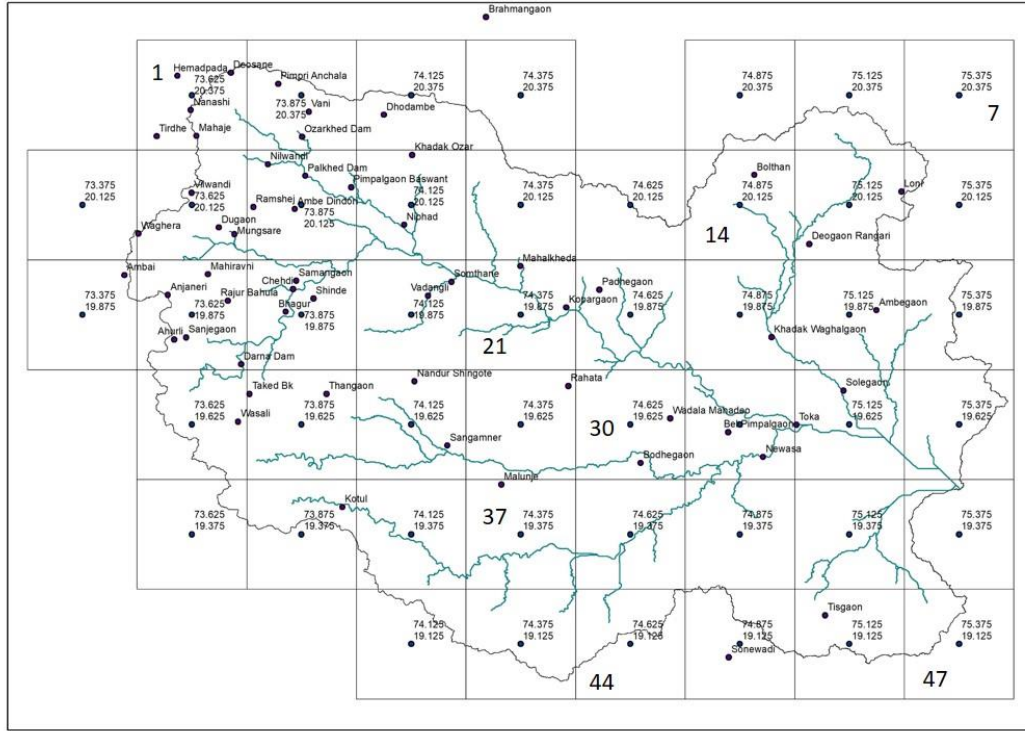 Brahmangaon
1
Hemadpada
Deosane
73.625
20.375
Pimpri Anchala
Nanashi
73.875
20.375
Vani
Dhodambe
74.125
20.375
74.375
20.375
74.875
20.375
75.125
20.375
75.375
20.375
7
Tirdhe
Mahaje
Ozarkhed Dam
Khadak Ozar
Nilwandi
Palkhed Dam
Pimpalgaon Baswant
Bolthan
73.375
20.125
Vilwandi
73.625
20.125
Ramshej
Ambe Dindori
73.875
20.125
74.125
20.125
74.375
20.125
74.625
20.125
74.875
20.125
75.125
20.125
Loni
75.375
20.125
Niphad
Waghera
Dugaon
Mungsare
14
Deogaon Rangari
Ambai
Mahiravni
Samangaon
Chehdi
Somthane
Mahalkheda
Padhegaon
73.375
19.875
Anjaneri
73.625
19.875
Rajur Bahula
Shinde
Bhagur
73.875
19.875
Vadangli
74.125
19.875
74.375
19.875
Kopargaon
74.625
19.875
74.875
19.875
75.125
19.875
Ambegaon
75.375
19.875
Ahurli
Sanjegaon
21
Khadak Waghalgaon
Darna Dam
Taked Bk
Thangaon
Nandur Shingote
Rahata
Solegaon
73.625
19.625
Wasali
73.875
19.625
74.125
19.625
74.375
19.625
30
74.625
19.625
Wadala Mahadeo
Bel Pimpalgaon
Toka
75.125
19.625
75.375
19.625
Sangamner
Bodhegaon
Newasa
Malunje
Kotul
73.625
19.375
73.875
19.375
74.125
19.375
37
74.375
19.375
74.625
19.375
74.875
19.375
75.125
19.375
75.375
19.375
Tisgaon
74.125
19.125
74.375
19.125
74.625
19.125
74.875
19.125
75.125
19.125
75.375
19.125
Sonewadi
44
47